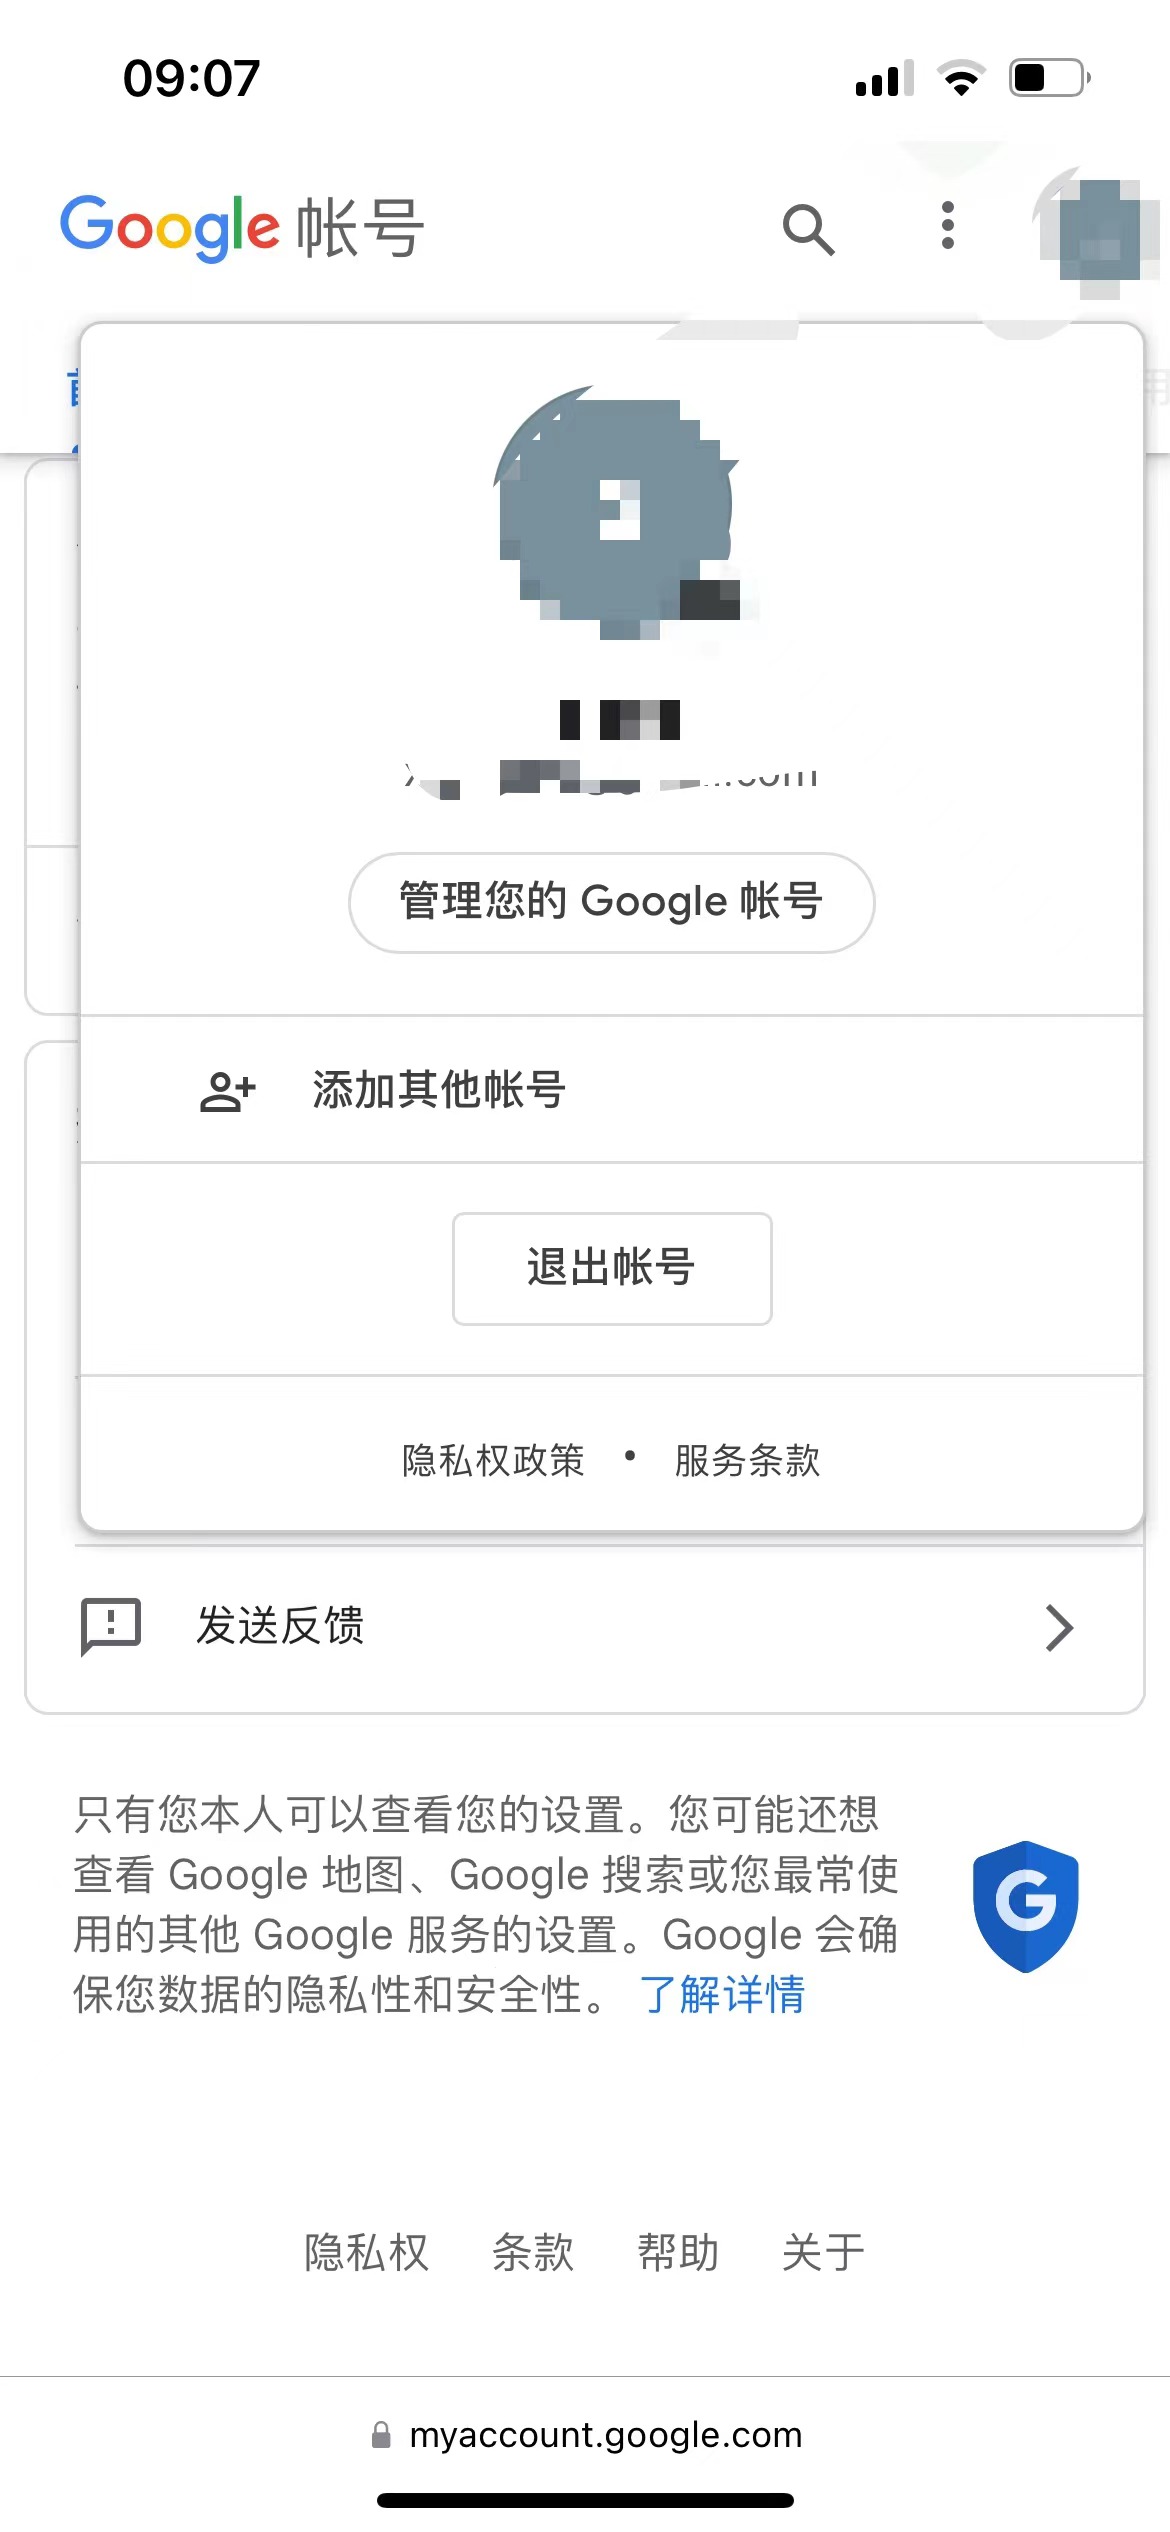 09:07
Google 帐号
管理您的 Google 帐号
添加其他帐号
退出帐号
隐私权政策 • 服务条款
发送反馈
只有您本人可以查看您的设置。您可能还想
查看 Google 地图、Google 搜索或您最常使
用的其他 Google 服务的设置。Google 会确
保您数据的隐私性和安全性。 了解详情
隐私权 条款 帮助 关于
myaccount.google.com